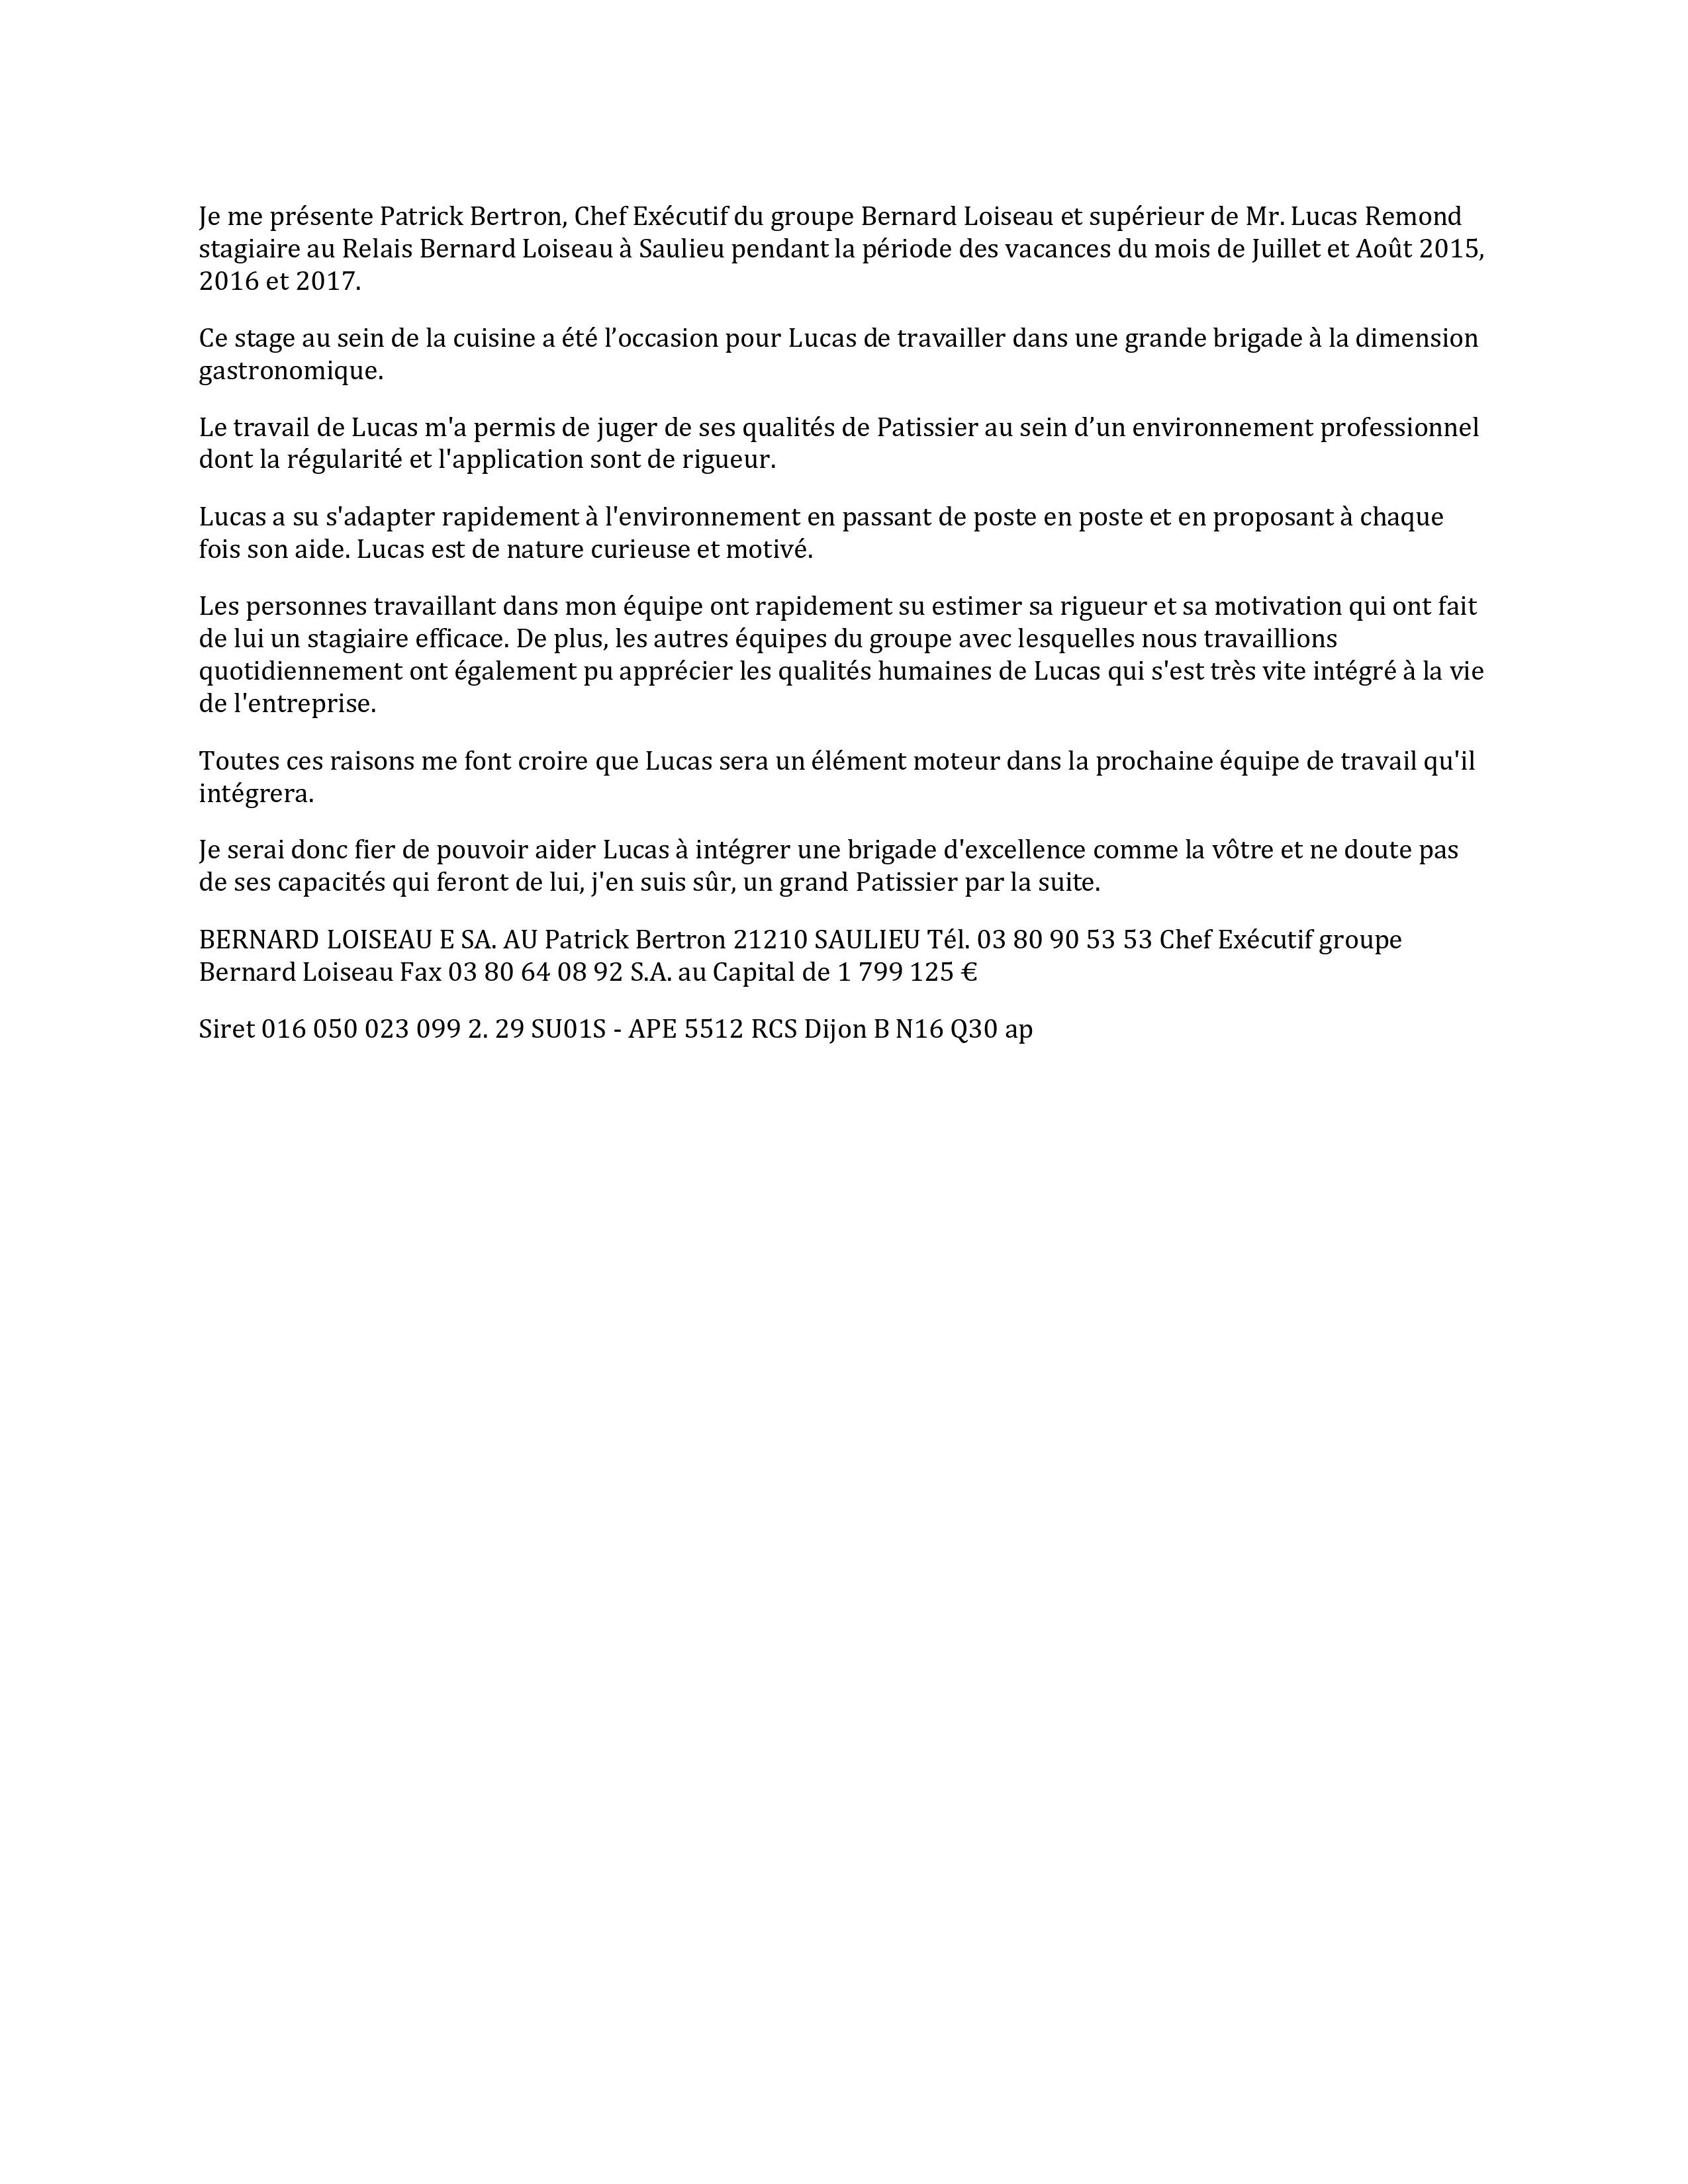 Je me présente Patrick Bertron, Chef Exécutif du groupe Bernard Loiseau et supérieur de Mr. Lucas Remond
stagiaire au Relais Bernard Loiseau à Saulieu pendant la période des vacances du mois de Juillet et Août 2015,
2016 et 2017.
Ce stage au sein de la cuisine a été l’occasion pour Lucas de travailler dans une grande brigade à la dimension
gastronomique.
Le travail de Lucas m'a permis de juger de ses qualités de Patissier au sein d’un environnement professionnel
dont la régularité et l'application sont de rigueur.
Lucas a su s'adapter rapidement à l'environnement en passant de poste en poste et en proposant à chaque
fois son aide. Lucas est de nature curieuse et motivé.
Les personnes travaillant dans mon équipe ont rapidement su estimer sa rigueur et sa motivation qui ont fait
de lui un stagiaire efficace. De plus, les autres équipes du groupe avec lesquelles nous travaillions
quotidiennement ont également pu apprécier les qualités humaines de Lucas qui s'est très vite intégré à la vie
de l'entreprise.
Toutes ces raisons me font croire que Lucas sera un élément moteur dans la prochaine équipe de travail qu'il
intégrera.
Je serai donc fier de pouvoir aider Lucas à intégrer une brigade d'excellence comme la vôtre et ne doute pas
de ses capacités qui feront de lui, j'en suis sûr, un grand Patissier par la suite.
BERNARD LOISEAU E SA. AU Patrick Bertron 21210 SAULIEU Tél. 03 80 90 53 53 Chef Exécutif groupe
Bernard Loiseau Fax 03 80 64 08 92 S.A. au Capital de 1 799 125 €
Siret 016 050 023 099 2. 29 SU01S - APE 5512 RCS Dijon B N16 Q30 ap